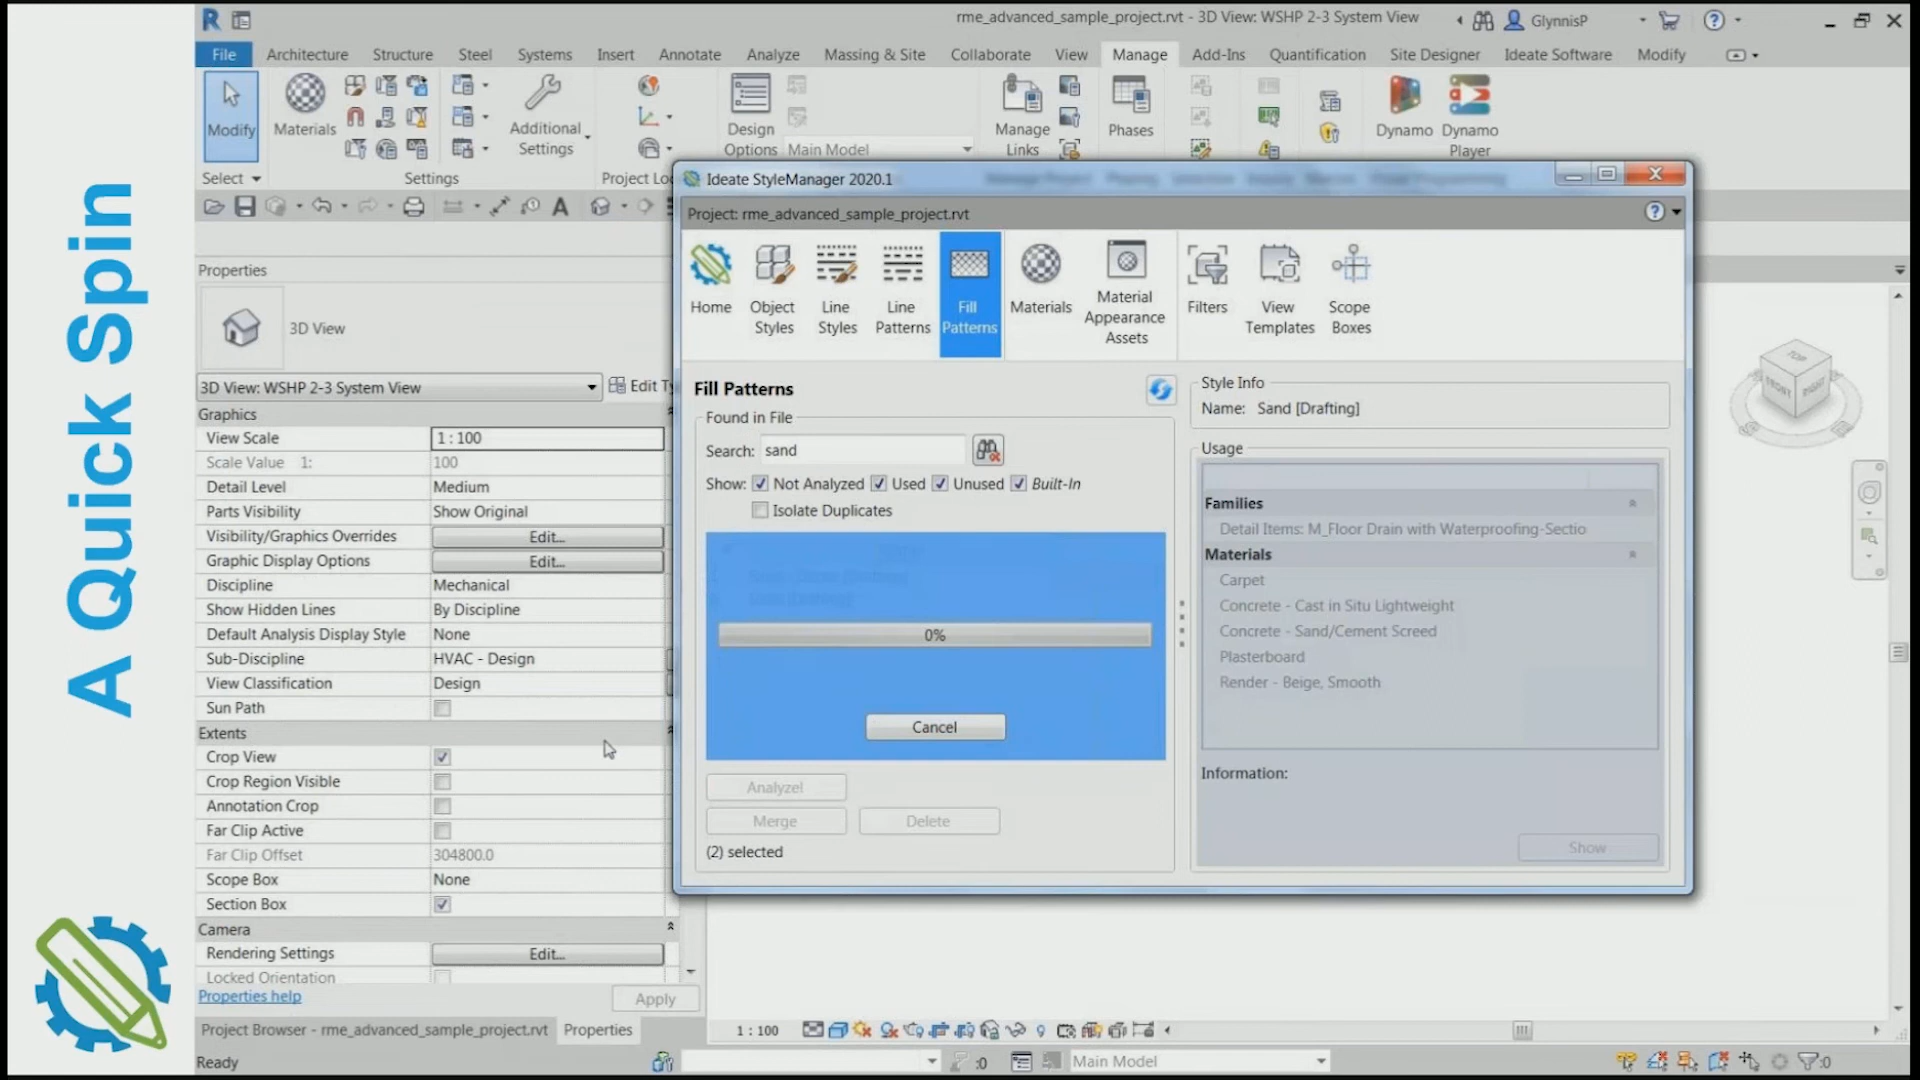 A Quick Spin
rme_advanced_sample_project.rvt - 3D View: WSHP 2-3 System View
GlynnisP
File
Architecture
Structure
Steel
Systems
Insert
Annotate
Analyze
Massing & Site
Collaborate
View
Manage
Add-Ins
Quantification
Site Designer
Ideate Software
Modify
Modify
Materials
Additional
Settings
Design
Options
Main Model
Manage
Links
Phases
Dynamo
Dynamo
Player
Select
Settings
Project Loc
Ideate StyleManager 2020.1
Project: rme_advanced_sample_project.rvt
Home
Object
Styles
Line
Styles
Line
Patterns
Fill
Patterns
Materials
Material
Appearance
Assets
Filters
View
Templates
Scope
Boxes
Fill Patterns
Found in File
Search: sand
Show: Not Analyzed Used Unused Built-In
Isolate Duplicates
0%
Cancel
Analyze!
Merge
Delete
(2) selected
Style Info
Name: Sand [Drafting]
Usage
Families
Detail Items: M_Floor Drain with Waterproofing-Sectio
Materials
Carpet
Concrete - Cast in Situ Lightweight
Concrete - Sand/Cement Screed
Plasterboard
Render - Beige, Smooth
Information:
Show
Properties
3D View
3D View: WSHP 2-3 System View
Edit Ty
Graphics
View Scale 1 : 100
Scale Value 1: 100
Detail Level Medium
Parts Visibility Show Original
Visibility/Graphics Overrides Edit...
Graphic Display Options Edit...
Discipline Mechanical
Show Hidden Lines By Discipline
Default Analysis Display Style None
Sub-Discipline HVAC - Design
View Classification Design
Sun Path
Extents
Crop View
Crop Region Visible
Annotation Crop
Far Clip Active
Far Clip Offset 304800.0
Scope Box None
Section Box
Camera
Rendering Settings Edit...
Locked Orientation
Properties help
Apply
Project Browser - rme_advanced_sample_project.rvt
Properties
1 : 100
Ready
:0
Main Model
:0
TOP
FRONT
RIGHT